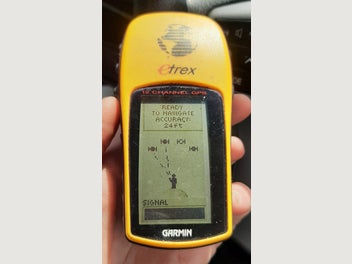 etrex
12 CHANNEL GPS
READY
TO NAVIGATE
ACCURACY:
24ft
SIGNAL
GARMIN